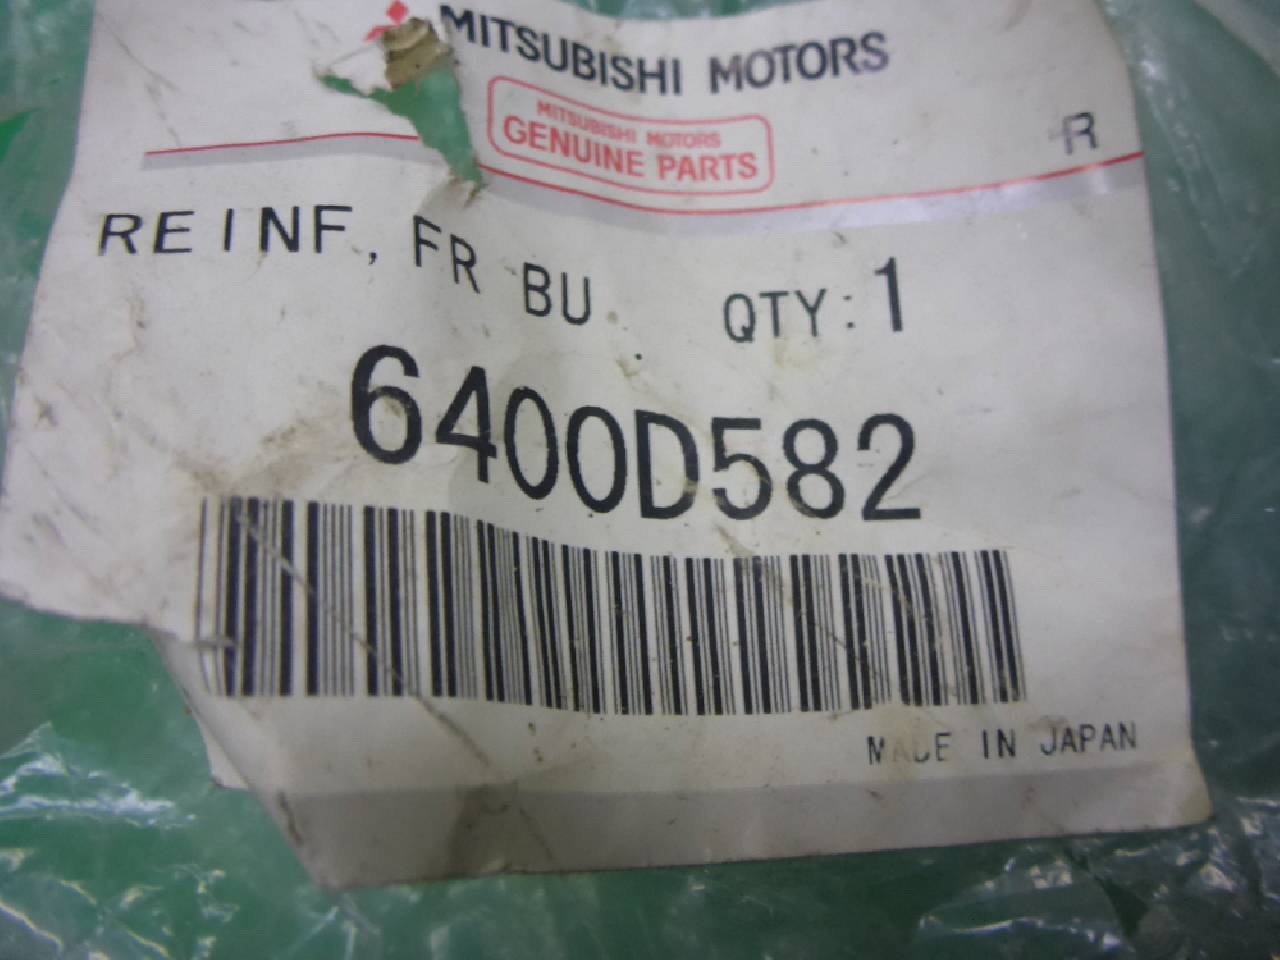 MITSUBISHI MOTORS
MITSUBISHI MOTORS
GENUINE PARTS
R
REINF, FR BU QTY:1
6400D582
MADE IN JAPAN